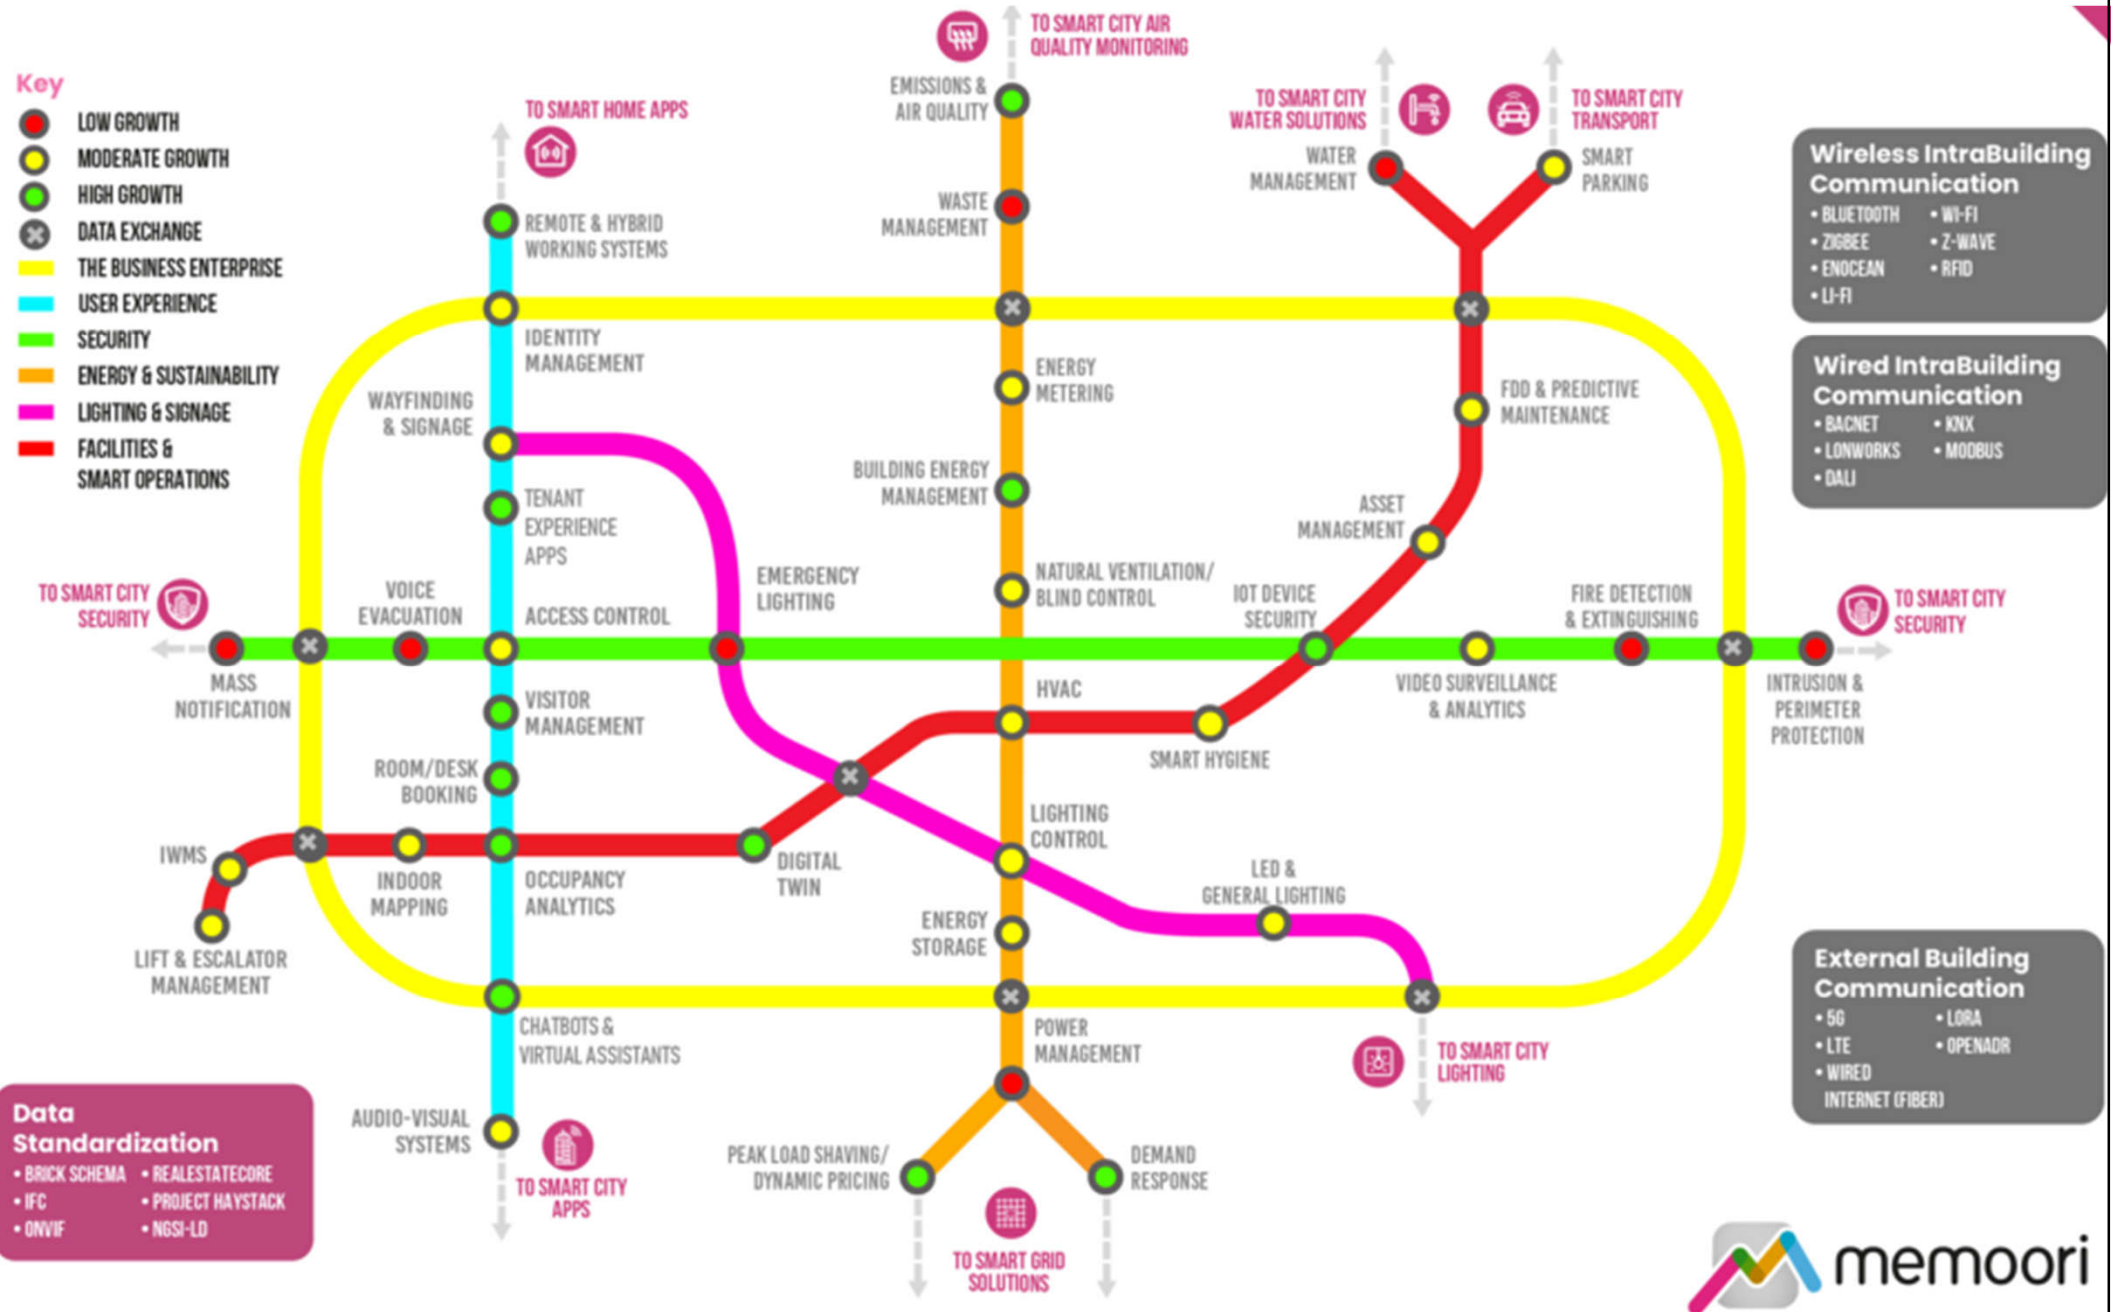 Key
LOW GROWTH
MODERATE GROWTH
HIGH GROWTH
DATA EXCHANGE
THE BUSINESS ENTERPRISE
USER EXPERIENCE
SECURITY
ENERGY & SUSTAINABILITY
LIGHTING & SIGNAGE
FACILITIES &
SMART OPERATIONS
TO SMART HOME APPS
REMOTE & HYBRID
WORKING SYSTEMS
IDENTITY
MANAGEMENT
WAYFINDING
& SIGNAGE
TENANT
EXPERIENCE
APPS
ACCESS CONTROL
VISITOR
MANAGEMENT
ROOM/DESK
BOOKING
OCCUPANCY
ANALYTICS
CHATBOTS &
VIRTUAL ASSISTANTS
AUDIO-VISUAL
SYSTEMS
TO SMART CITY
APPS
TO SMART CITY AIR
QUALITY MONITORING
EMISSIONS &
AIR QUALITY
WASTE
MANAGEMENT
ENERGY
METERING
BUILDING ENERGY
MANAGEMENT
NATURAL VENTILATION/
BLIND CONTROL
HVAC
LIGHTING
CONTROL
ENERGY
STORAGE
POWER
MANAGEMENT
PEAK LOAD SHAVING/
DYNAMIC PRICING
DEMAND
RESPONSE
TO SMART GRID
SOLUTIONS
TO SMART CITY
WATER SOLUTIONS
TO SMART CITY
TRANSPORT
WATER
MANAGEMENT
SMART
PARKING
FDD & PREDICTIVE
MAINTENANCE
ASSET
MANAGEMENT
IOT DEVICE
SECURITY
SMART HYGIENE
DIGITAL
TWIN
INDOOR
MAPPING
IWMS
LIFT & ESCALATOR
MANAGEMENT
TO SMART CITY
SECURITY
MASS
NOTIFICATION
VOICE
EVACUATION
EMERGENCY
LIGHTING
VIDEO SURVEILLANCE
& ANALYTICS
FIRE DETECTION
& EXTINGUISHING
INTRUSION &
PERIMETER
PROTECTION
TO SMART CITY
SECURITY
LED &
GENERAL LIGHTING
TO SMART CITY
LIGHTING
Wireless IntraBuilding
Communication
• BLUETOOTH • WI-FI
• ZIGBEE • Z-WAVE
• ENOCEAN • RFID
• LI-FI
Wired IntraBuilding
Communication
• BACNET • KNX
• LONWORKS • MODBUS
• DALI
External Building
Communication
• 5G • LORA
• LTE • OPENADR
• WIRED
INTERNET (FIBER)
Data
Standardization
• BRICK SCHEMA • REALESTATECORE
• IFC • PROJECT HAYSTACK
• ONVIF • NGSI-LD
memoori